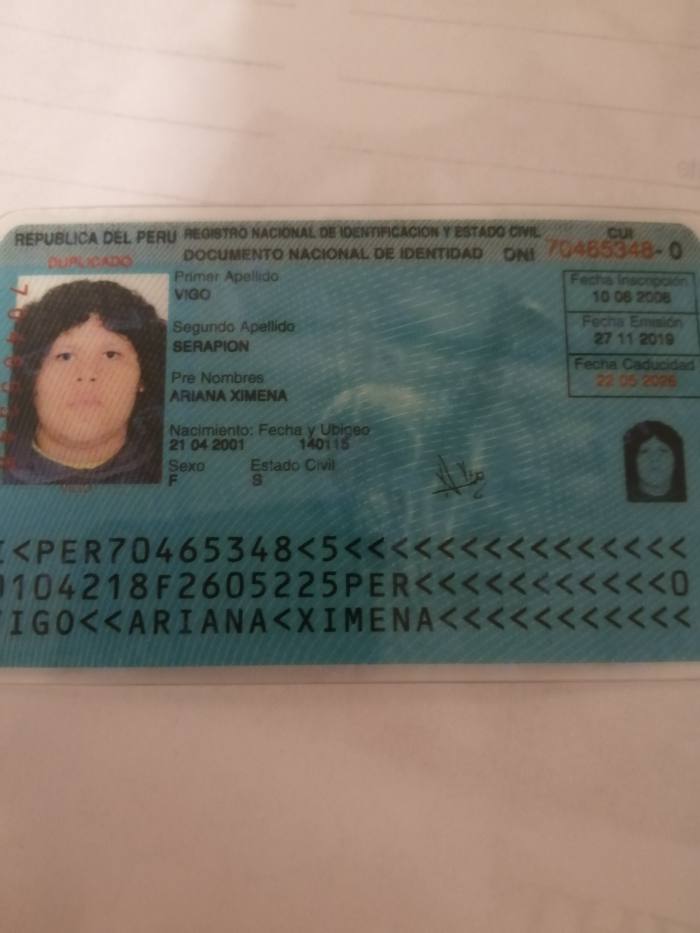 REPUBLICA DEL PERU REGISTRO NACIONAL DE IDENTIFICACION Y ESTADO CIVIL CUI
DOCUMENTO NACIONAL DE IDENTIDAD DNI 70465348-0
DUPLICADO
Primer Apellido
VIGO
Segundo Apellido
SERAPION
Pre Nombres
ARIANA XIMENA
Nacimiento: Fecha y Ubigeo
21 04 2001 140115
Sexo Estado Civil
F S
Fecha Inscripción
10 06 2008
Fecha Emisión
27 11 2019
Fecha Caducidad
22 05 2026
I<PER70465348<5<<<<<<<<<<<<<<<
0104218F2605225PER<<<<<<<<<<<0
VIGO<<ARIANA<XIMENA<<<<<<<<<<<